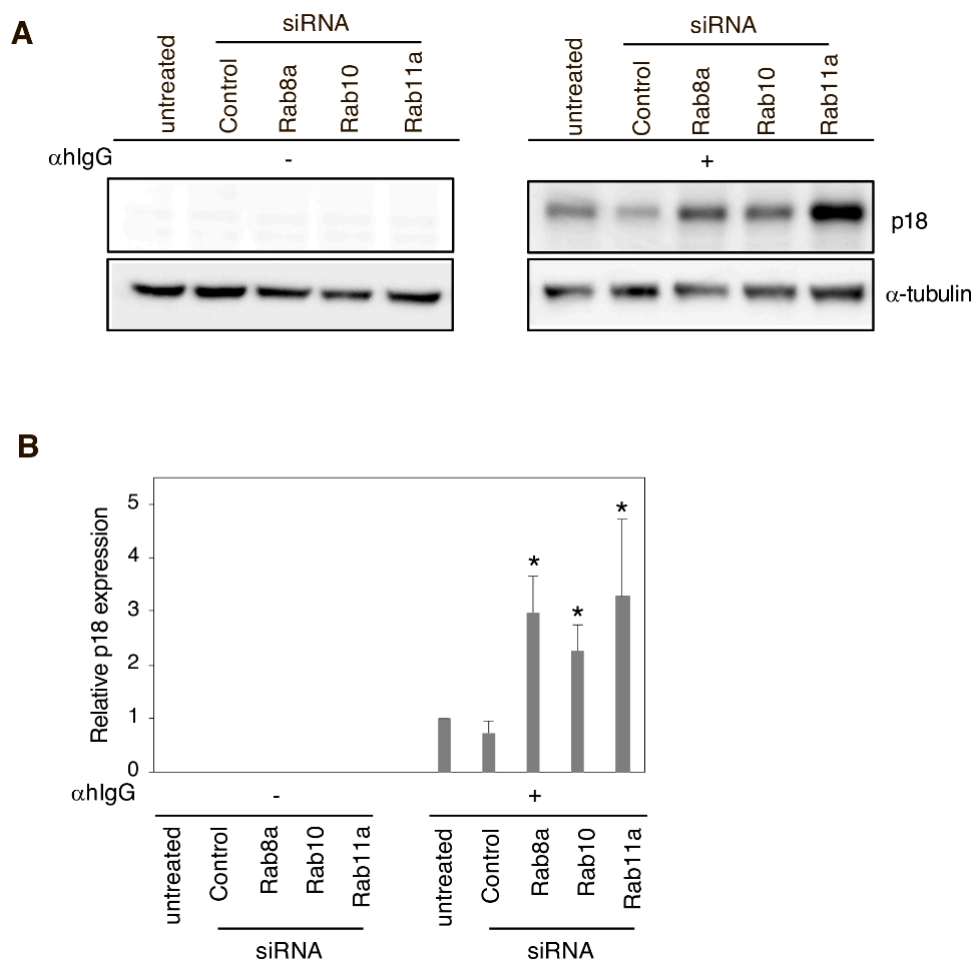 A
siRNA
untreated Control Rab8a Rab10 Rab11a
siRNA
untreated Control Rab8a Rab10 Rab11a
αhIgG - +
p18
α-tubulin
B
Relative p18 expression
5
4
3
2
1
0
* * *
αhIgG - +
untreated Control Rab8a Rab10 Rab11a
siRNA
untreated Control Rab8a Rab10 Rab11a
siRNA